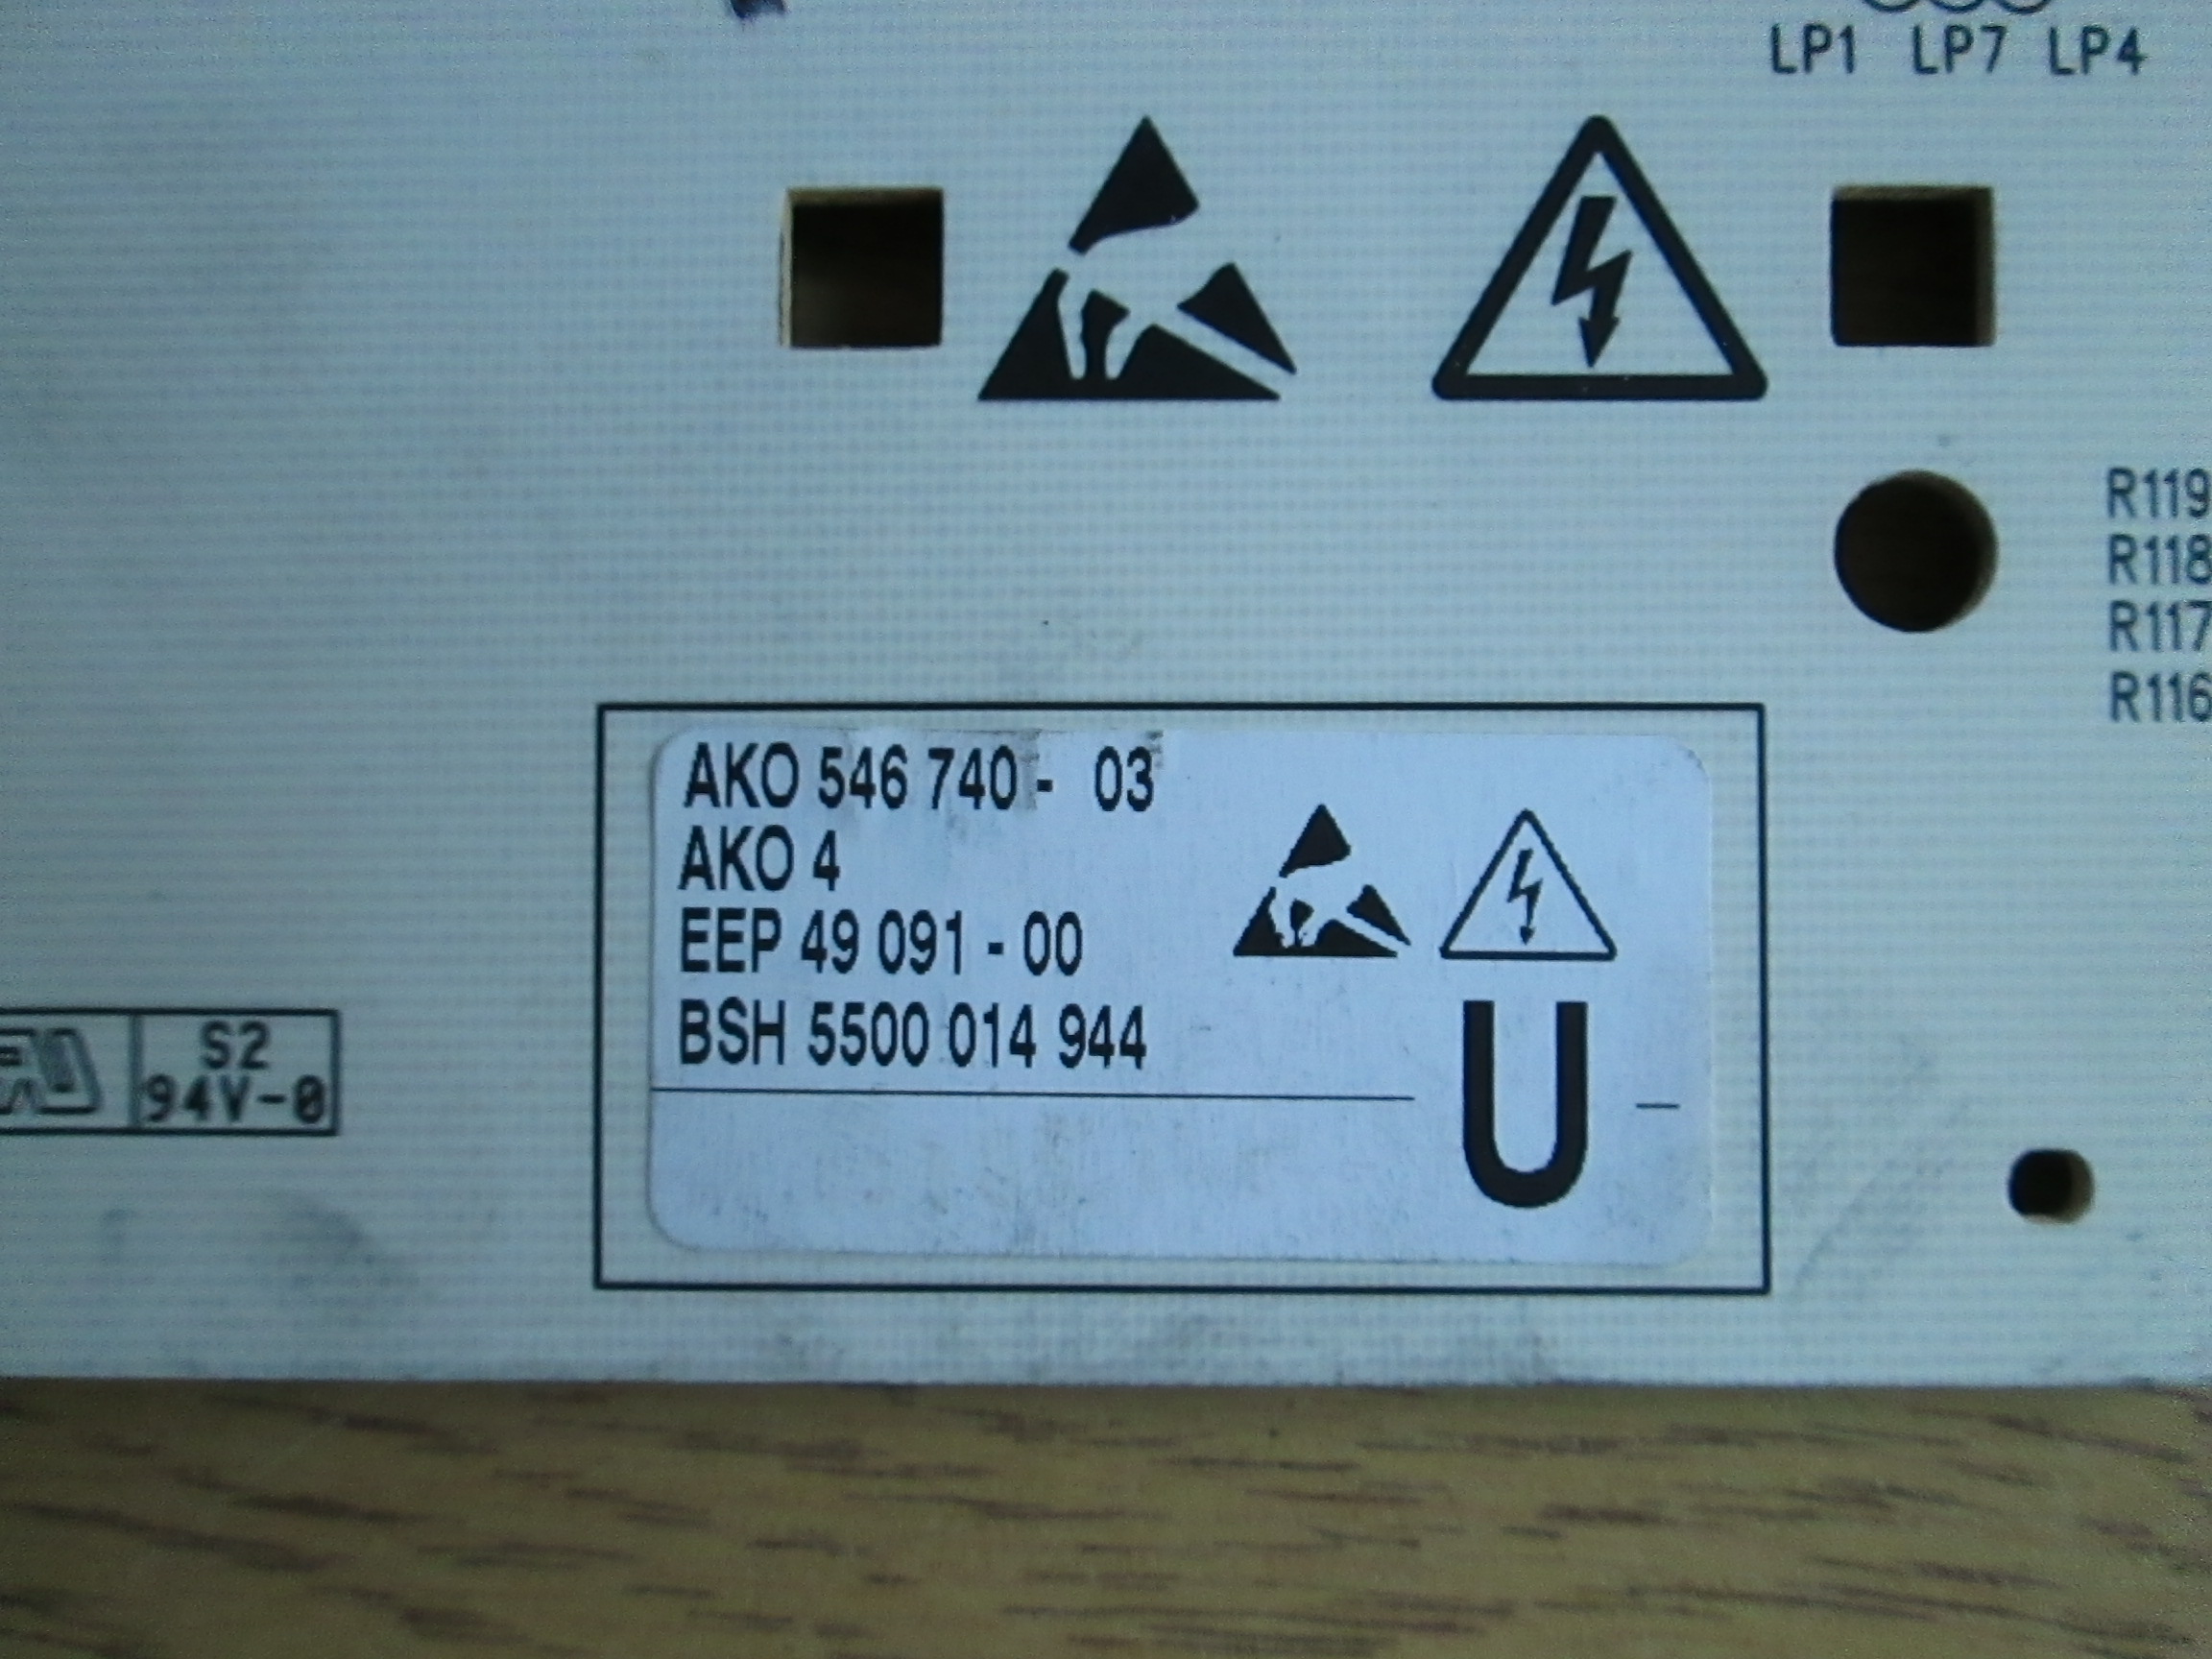 LP1 LP7 LP4
R119
R118
R117
R116
AKO 546 740 - 03
AKO 4
EEP 49 091 - 00
BSH 5500 014 944
U -
S2
94V-0